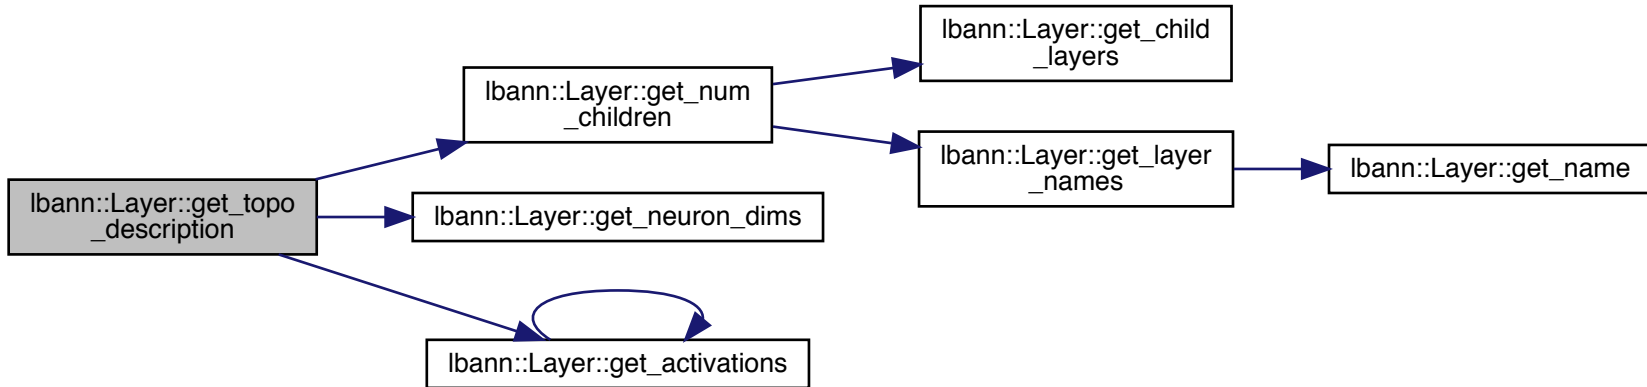 lbann::Layer::get_topo
_description
lbann::Layer::get_num
_children
lbann::Layer::get_neuron_dims
lbann::Layer::get_activations
lbann::Layer::get_child
_layers
lbann::Layer::get_layer
_names
lbann::Layer::get_name